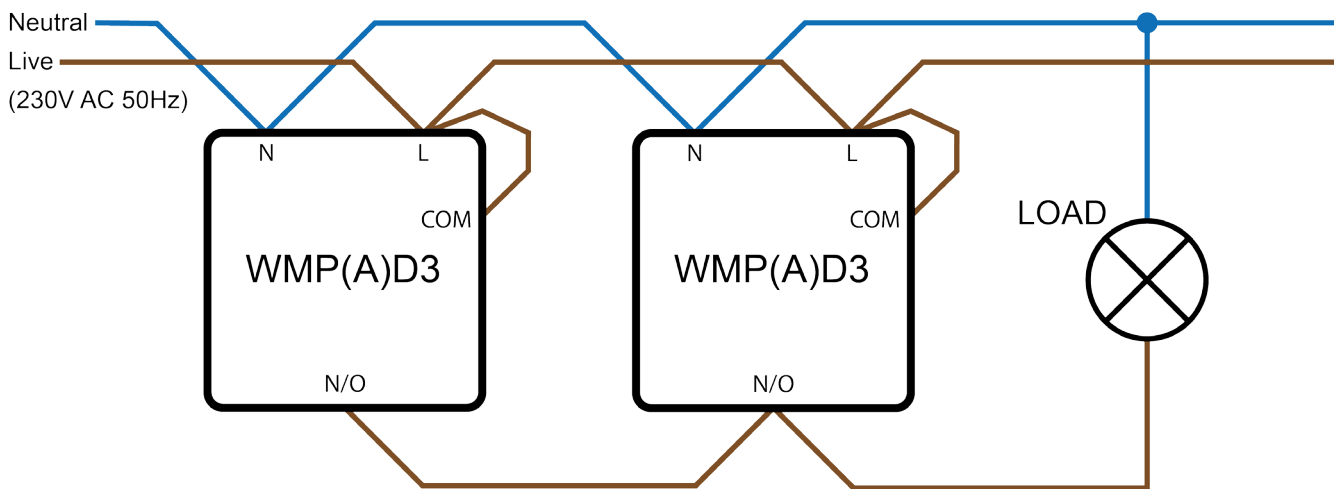 Neutral
Live
(230V AC 50Hz)
N L
COM
WMP(A)D3
N/O
N L
COM
WMP(A)D3
N/O
LOAD